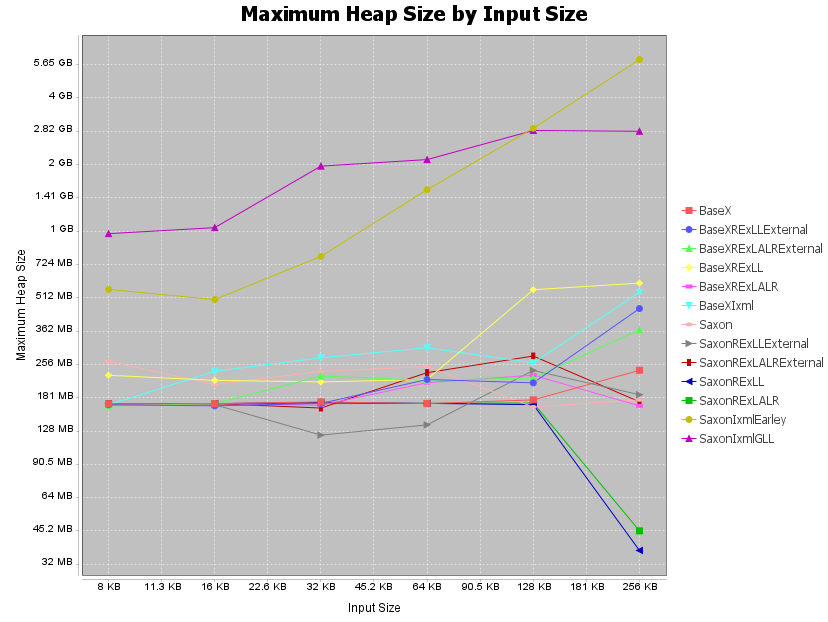 Maximum Heap Size by Input Size
Maximum Heap Size
5.65 GB
4 GB
2.82 GB
2 GB
1.41 GB
1 GB
724 MB
512 MB
362 MB
256 MB
181 MB
128 MB
90.5 MB
64 MB
45.2 MB
32 MB
8 KB 11.3 KB 16 KB 22.6 KB 32 KB 45.2 KB 64 KB 90.5 KB 128 KB 181 KB 256 KB
Input Size
BaseX
BaseXRExLLExternal
BaseXRExLALRExternal
BaseXRExLL
BaseXRExLALR
BaseXIxml
Saxon
SaxonRExLLExternal
SaxonRExLALRExternal
SaxonRExLL
SaxonRExLALR
SaxonIxmlEarley
SaxonIxmlGLL